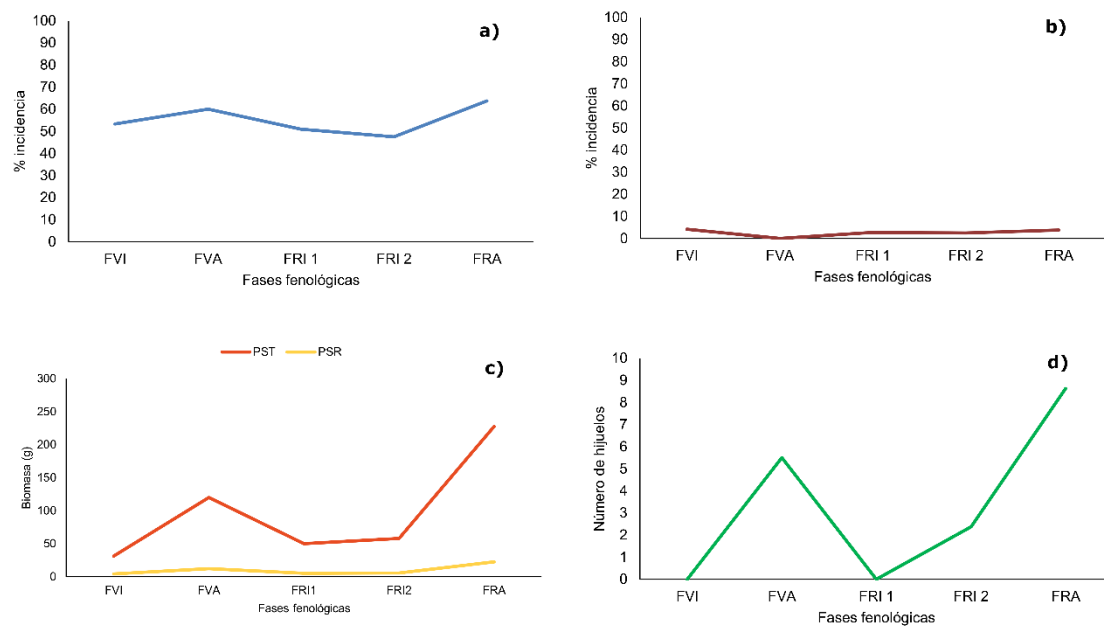 a)
% incidencia
100
90
80
70
60
50
40
30
20
10
0
FVI FVA FRI 1 FRI 2 FRA
Fases fenológicas
b)
% incidencia
100
90
80
70
60
50
40
30
20
10
0
FVI FVA FRI 1 FRI 2 FRA
Fases fenológicas
PST PSR
c)
Biomasa (g)
300
250
200
150
100
50
0
FVI FVA FRI1 FRI2 FRA
Fases fenológicas
d)
Número de hijuelos
10
9
8
7
6
5
4
3
2
1
0
FVI FVA FRI 1 FRI 2 FRA
Fases fenológicas